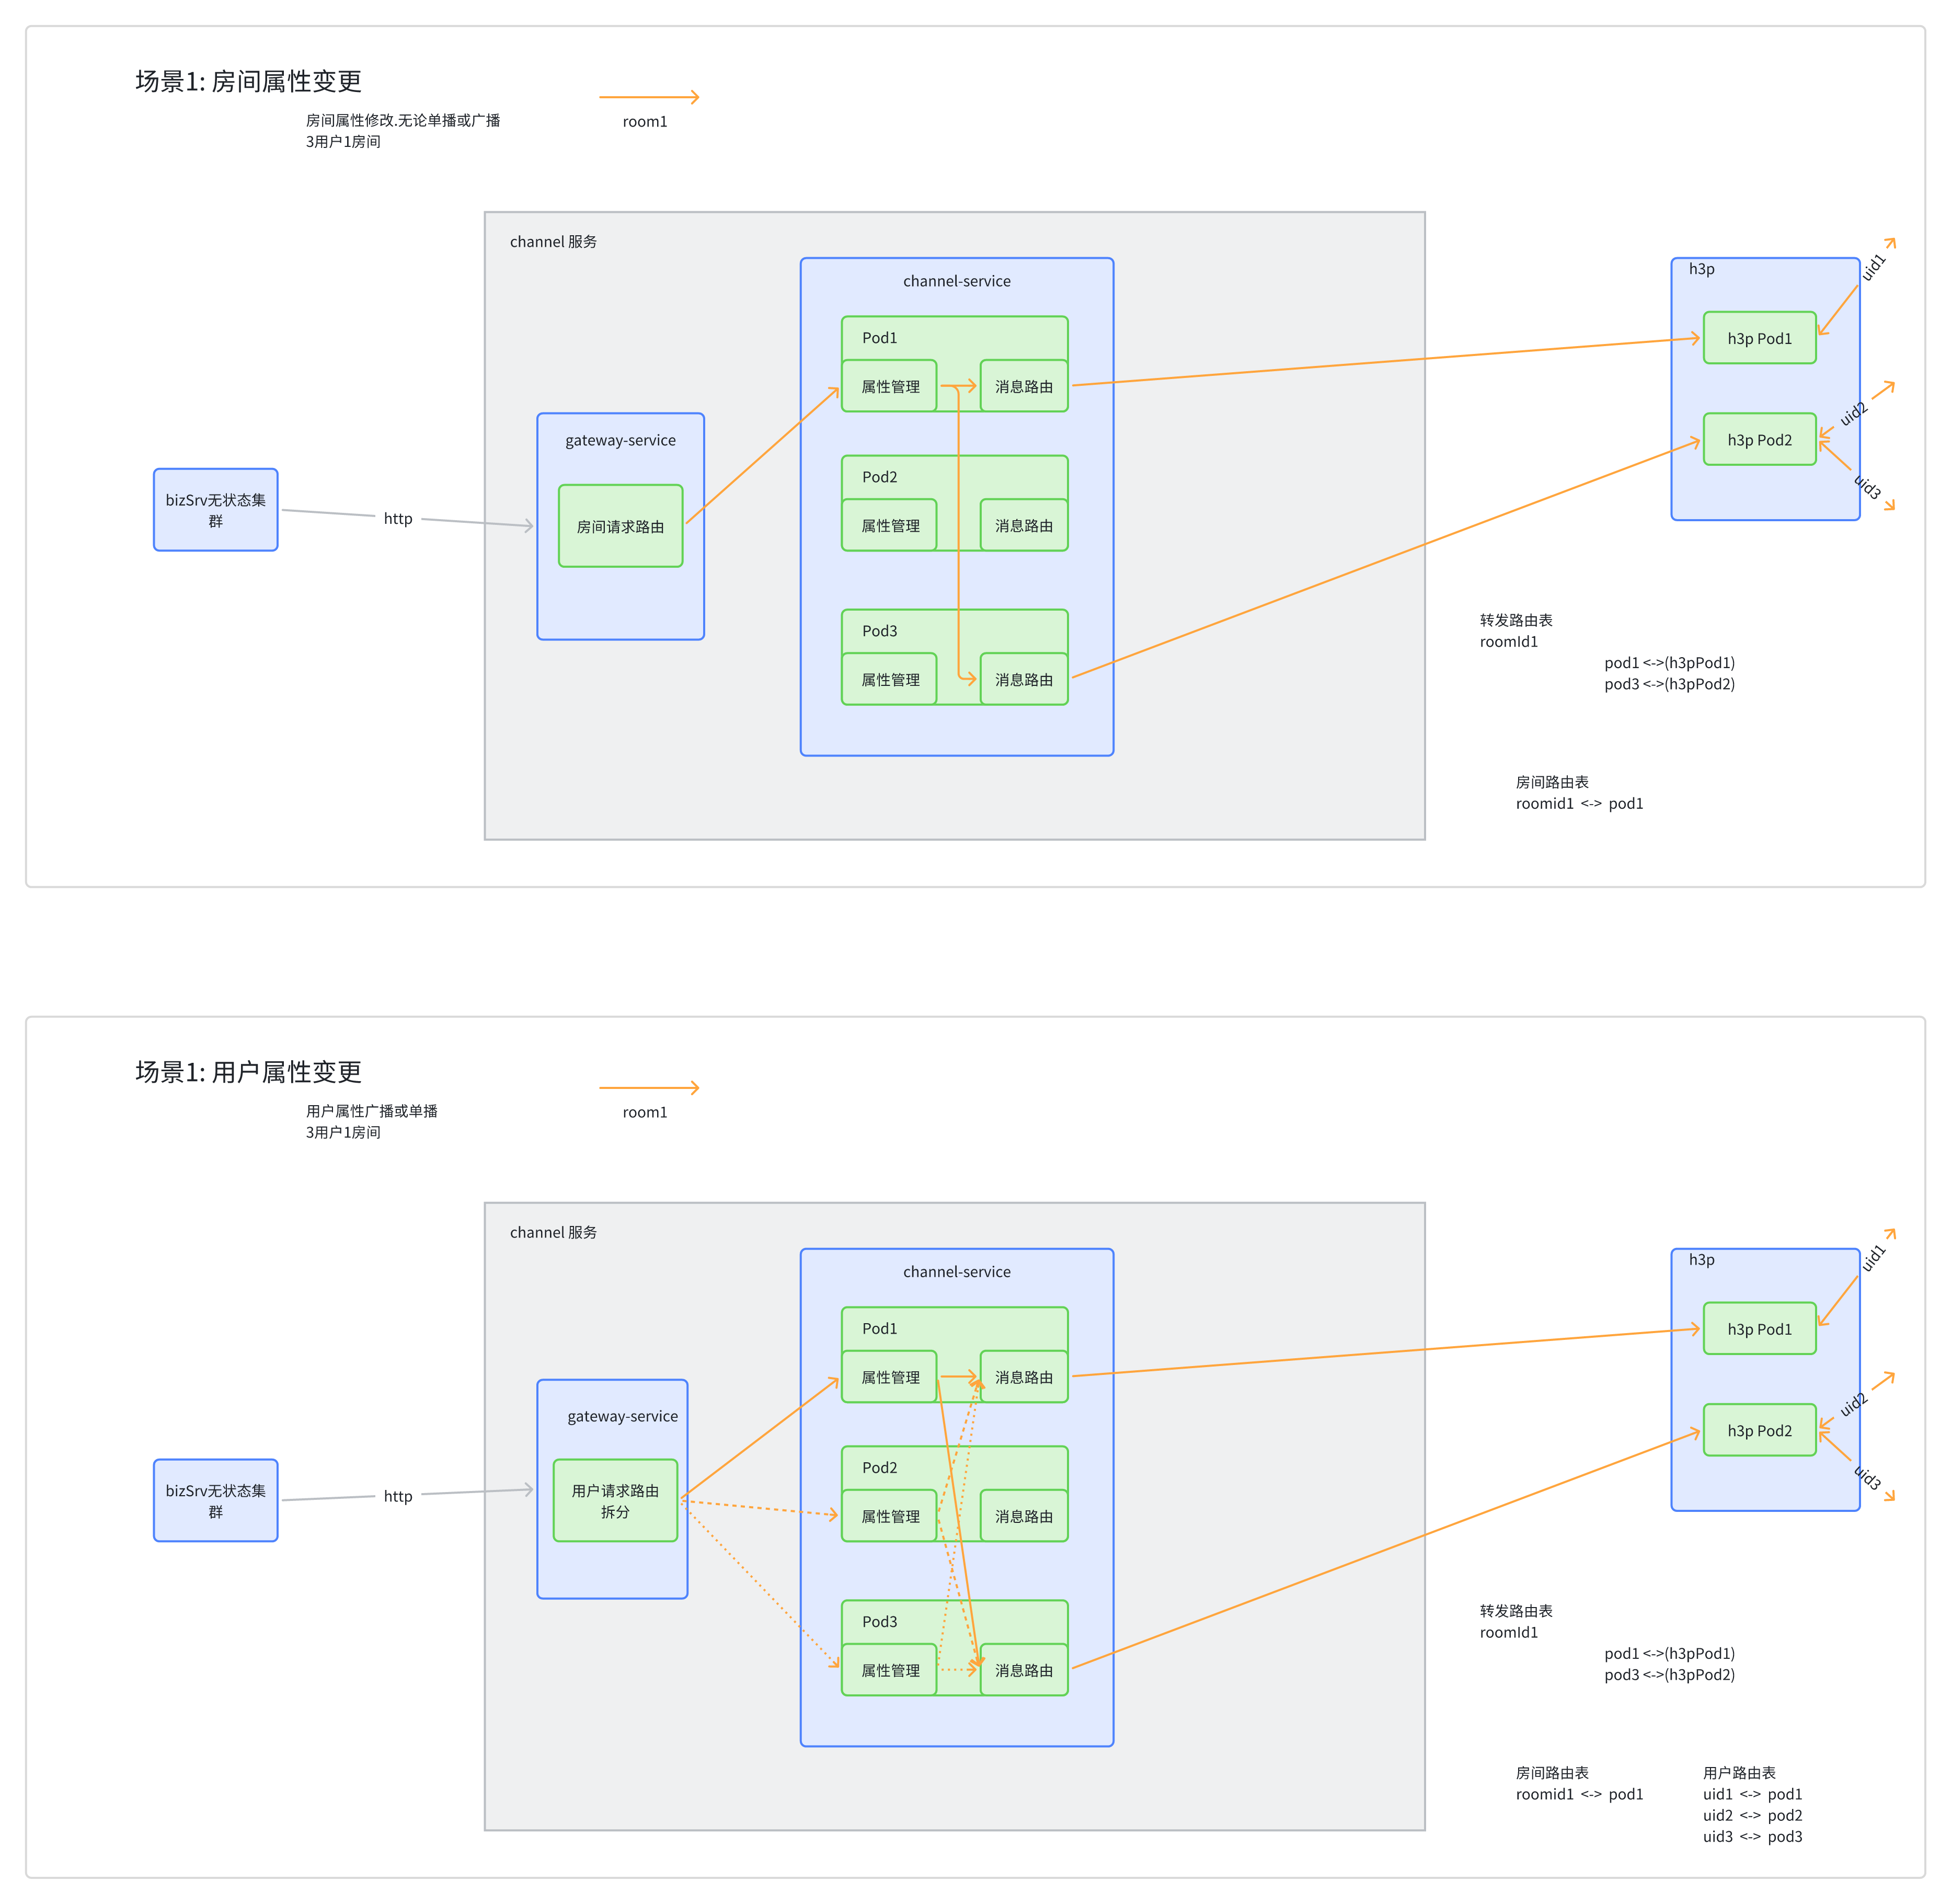 场景1: 房间属性变更
房间属性修改.无论单播或广播
3用户1房间
room1
channel 服务
channel-service
Pod1
属性管理
消息路由
gateway-service
房间请求路由
Pod2
属性管理
消息路由
Pod3
属性管理
消息路由
bizSrv无状态集
群
http
h3p
h3p Pod1
h3p Pod2
uid1
uid2
uid3
转发路由表
roomId1
pod1 <->(h3pPod1)
pod3 <->(h3pPod2)
房间路由表
roomid1 <-> pod1
场景1: 用户属性变更
用户属性广播或单播
3用户1房间
room1
channel 服务
channel-service
Pod1
属性管理
消息路由
gateway-service
用户请求路由
拆分
Pod2
属性管理
消息路由
Pod3
属性管理
消息路由
bizSrv无状态集
群
http
h3p
h3p Pod1
h3p Pod2
uid1
uid2
uid3
转发路由表
roomId1
pod1 <->(h3pPod1)
pod3 <->(h3pPod2)
房间路由表
roomid1 <-> pod1
用户路由表
uid1 <-> pod1
uid2 <-> pod2
uid3 <-> pod3